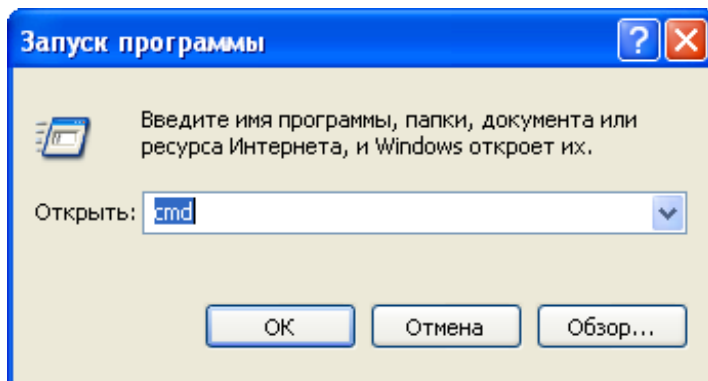 Запуск программы
Введите имя программы, папки, документа или
ресурса Интернета, и Windows откроет их.
Открыть: cmd
ОК Отмена Обзор...